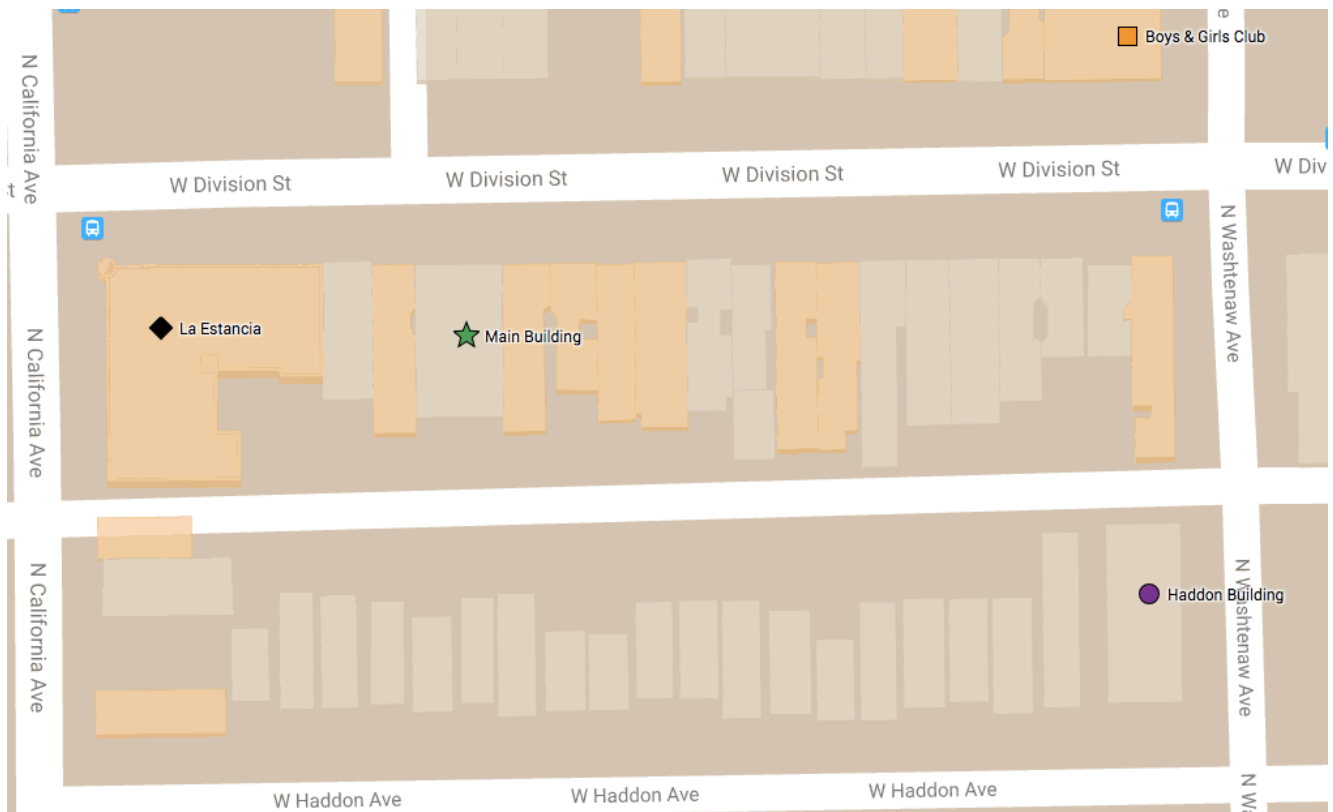 Boys & Girls Club
N California Ave
W Division St
W Division St
W Division St
W Division St
W Div
N Washtenaw Ave
La Estancia
Main Building
N California Ave
N California Ave
Haddon Building
N Washtenaw Ave
W Haddon Ave
W Haddon Ave
W Haddon Ave